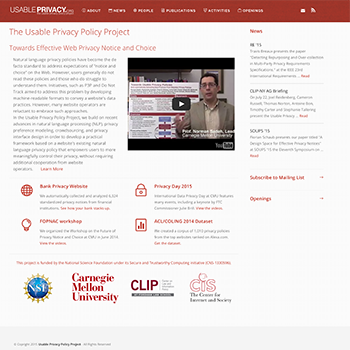 USABLE PRIVACY.ORG
ABOUT
NEWS
PEOPLE
PUBLICATIONS
ACTIVITIES
CONTACT
The Usable Privacy Policy Project
Towards Effective Web Privacy Notice and Choice
Natural language privacy policies have become the de
facto standard to address expectations of "notice and
choice" on the Web. However, users generally do not
read these policies and those who do struggle to
understand them. Initiatives, such as P3P and Do Not
Track aimed to address this problem by developing
machine-readable formats to convey a website's data
practices. However, many website operators are
reluctant to embrace such approaches.
In the Usable Privacy Policy Project, we build on recent
advances in natural language processing (NLP), privacy
preference modeling, crowdsourcing, and privacy
interface design in order to develop a practical
framework based on a website's existing natural
language privacy policy that empowers users to more
meaningfully control their privacy, without requiring
additional cooperation from website
operators. Learn More
Prof. Norman Sadeh, Lead
Carnegie Mellon University
YouTube
News
RE '15
Travis Breaux presents the paper
"Detecting Repurposing and Over-collection
in Multi-Party Privacy Requirements
Specifications," at the IEEE 23rd
International Requirements ... Read
CLIP-NYC AG Briefing
On July 22, Joel Reidenberg, Cameron
Russell, Thomas Norton, Antoine Bon,
Timothy Carter and Stephanie Tallering
present the Usable Privacy ... Read
SOUPS '15
Florian Schaub presents our paper titled "A
Design Space for Effective Privacy Notices"
at SOUPS '15 the Eleventh Symposium on ...
Read
Subscribe to Mailing List
Openings
Bank Privacy Website
We automatically collected and analyzed 6,324
standardized privacy notices from financial
institutions. See how your bank stands up.
Privacy Day 2015
International Data Privacy Day at CMU features
many events, including a keynote by FTC
Commissioner Julie Brill. View the videos.
FOPNAC workshop
We organized the Workshop on the Future of
Privacy Notice and Choice at CMU in June 2014.
View the videos.
ACL/COLING 2014 Dataset
We created a corpus of 1,010 privacy policies
from the top websites ranked on Alexa.com.
Get the dataset.
This project is funded by the National Science Foundation under its Secure and Trustworthy Computing initiative (CNS-1330596).
NSF
Carnegie
Mellon
University
CLIP
CiS
The Center for
Internet and Society
© Copyright 2015 Usable Privacy Policy Project · All Rights Reserved